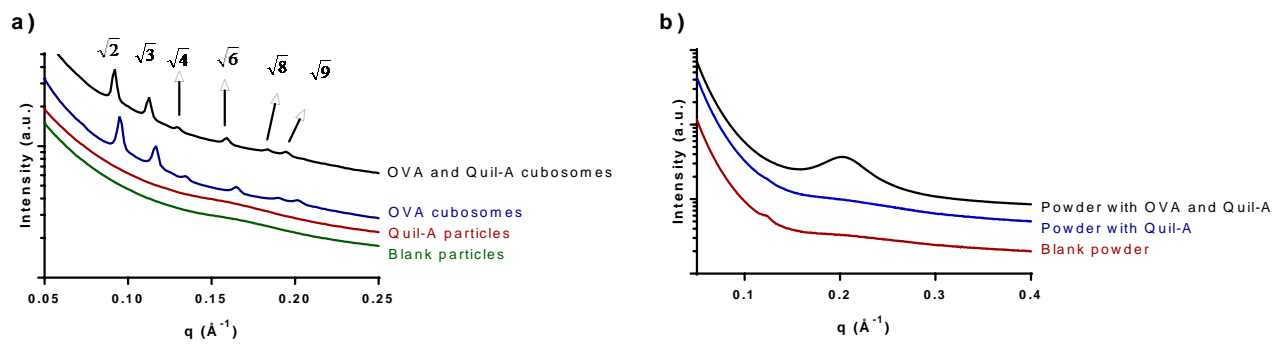 a)
√2 √3 √4 √6 √8 √9
Intensity (a.u.)
OVA and Quil-A cubosomes
OVA cubosomes
Quil-A particles
Blank particles
0.05 0.10 0.15 0.20 0.25
q (Å⁻¹)
b)
Intensity (a.u.)
Powder with OVA and Quil-A
Powder with Quil-A
Blank powder
0.1 0.2 0.3 0.4
q (Å⁻¹)